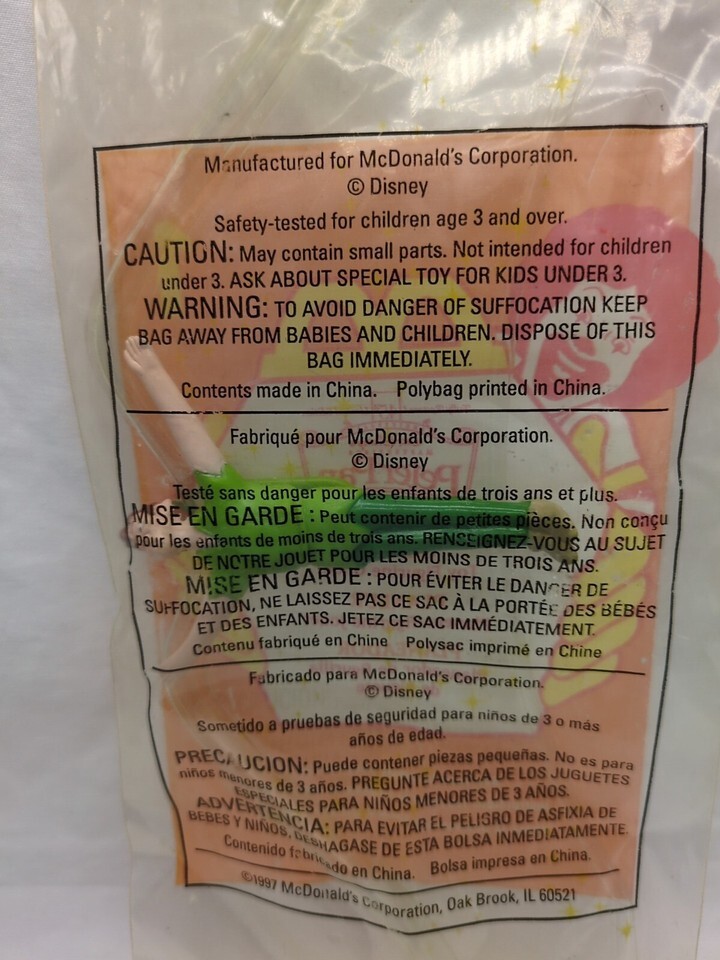 Manufactured for McDonald's Corporation.
© Disney
Safety-tested for children age 3 and over.
CAUTION: May contain small parts. Not intended for children
under 3. ASK ABOUT SPECIAL TOY FOR KIDS UNDER 3.
WARNING: TO AVOID DANGER OF SUFFOCATION KEEP
BAG AWAY FROM BABIES AND CHILDREN. DISPOSE OF THIS
BAG IMMEDIATELY.
Contents made in China. Polybag printed in China.
Fabriqué pour McDonald's Corporation.
© Disney
Testé sans danger pour les enfants de trois ans et plus.
MISE EN GARDE : Peut contenir de petites pièces. Non conçu
pour les enfants de moins de trois ans. RENSEIGNEZ-VOUS AU SUJET
DE NOTRE JOUET POUR LES MOINS DE TROIS ANS.
MISE EN GARDE : POUR ÉVITER LE DANGER DE
SUFFOCATION, NE LAISSEZ PAS CE SAC À LA PORTÉE DES BÉBÉS
ET DES ENFANTS. JETEZ CE SAC IMMÉDIATEMENT.
Contenu fabriqué en Chine Polysac imprimé en Chine
Fabricado para McDonald's Corporation.
© Disney
Sometido a pruebas de seguridad para niños de 3 o más
años de edad.
PRECAUCION: Puede contener piezas pequeñas. No es para
niños menores de 3 años. PREGUNTE ACERCA DE LOS JUGUETES
ESPECIALES PARA NIÑOS MENORES DE 3 AÑOS.
ADVERTENCIA: PARA EVITAR EL PELIGRO DE ASFIXIA DE
BEBES Y NIÑOS, DESHAGASE DE ESTA BOLSA INMEDIATAMENTE.
Contenido fabricado en China. Bolsa impresa en China.
©1997 McDonald's Corporation, Oak Brook, IL 60521
Peter Pan